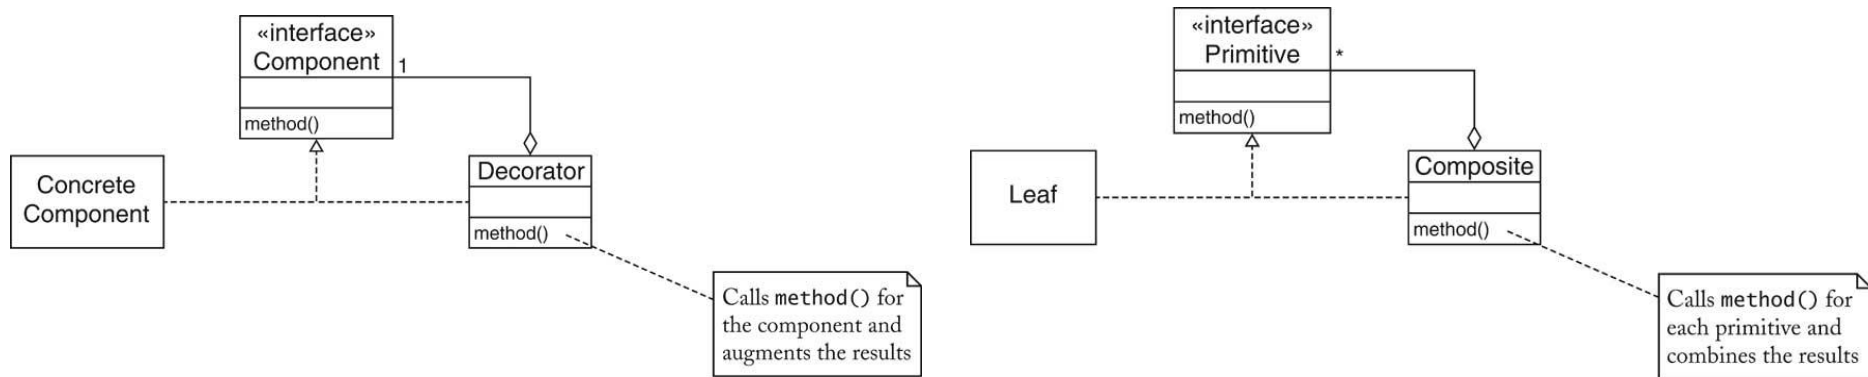 «interface»
Component
1
method()
Concrete
Component
Decorator
method()
Calls method() for
the component and
augments the results
«interface»
Primitive
*
method()
Leaf
Composite
method()
Calls method() for
each primitive and
combines the results